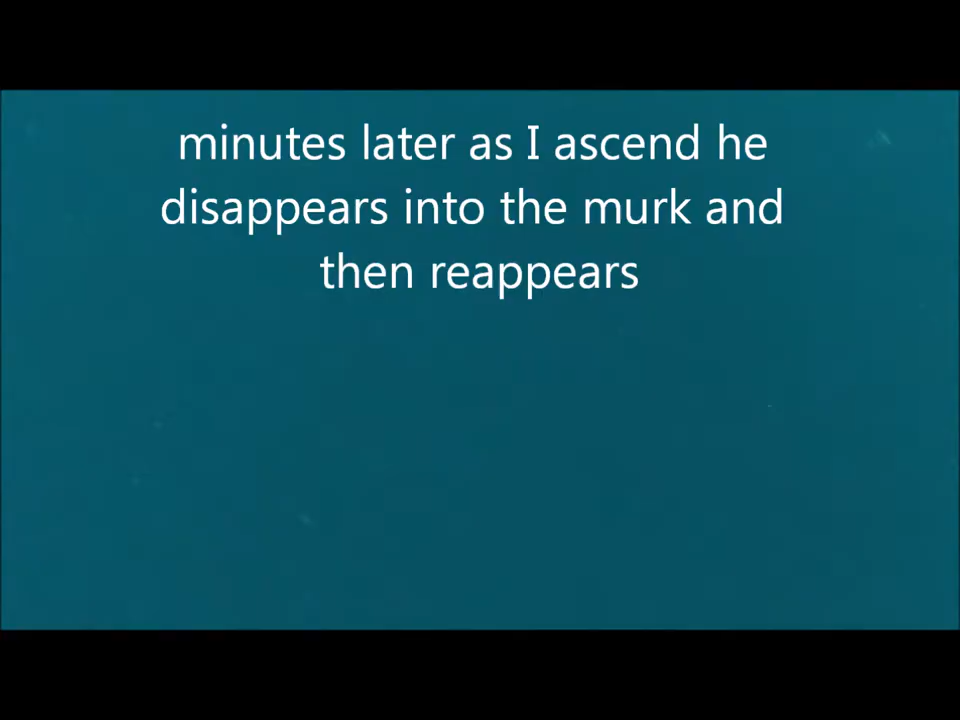 minutes later as I ascend he
disappears into the murk and
then reappears